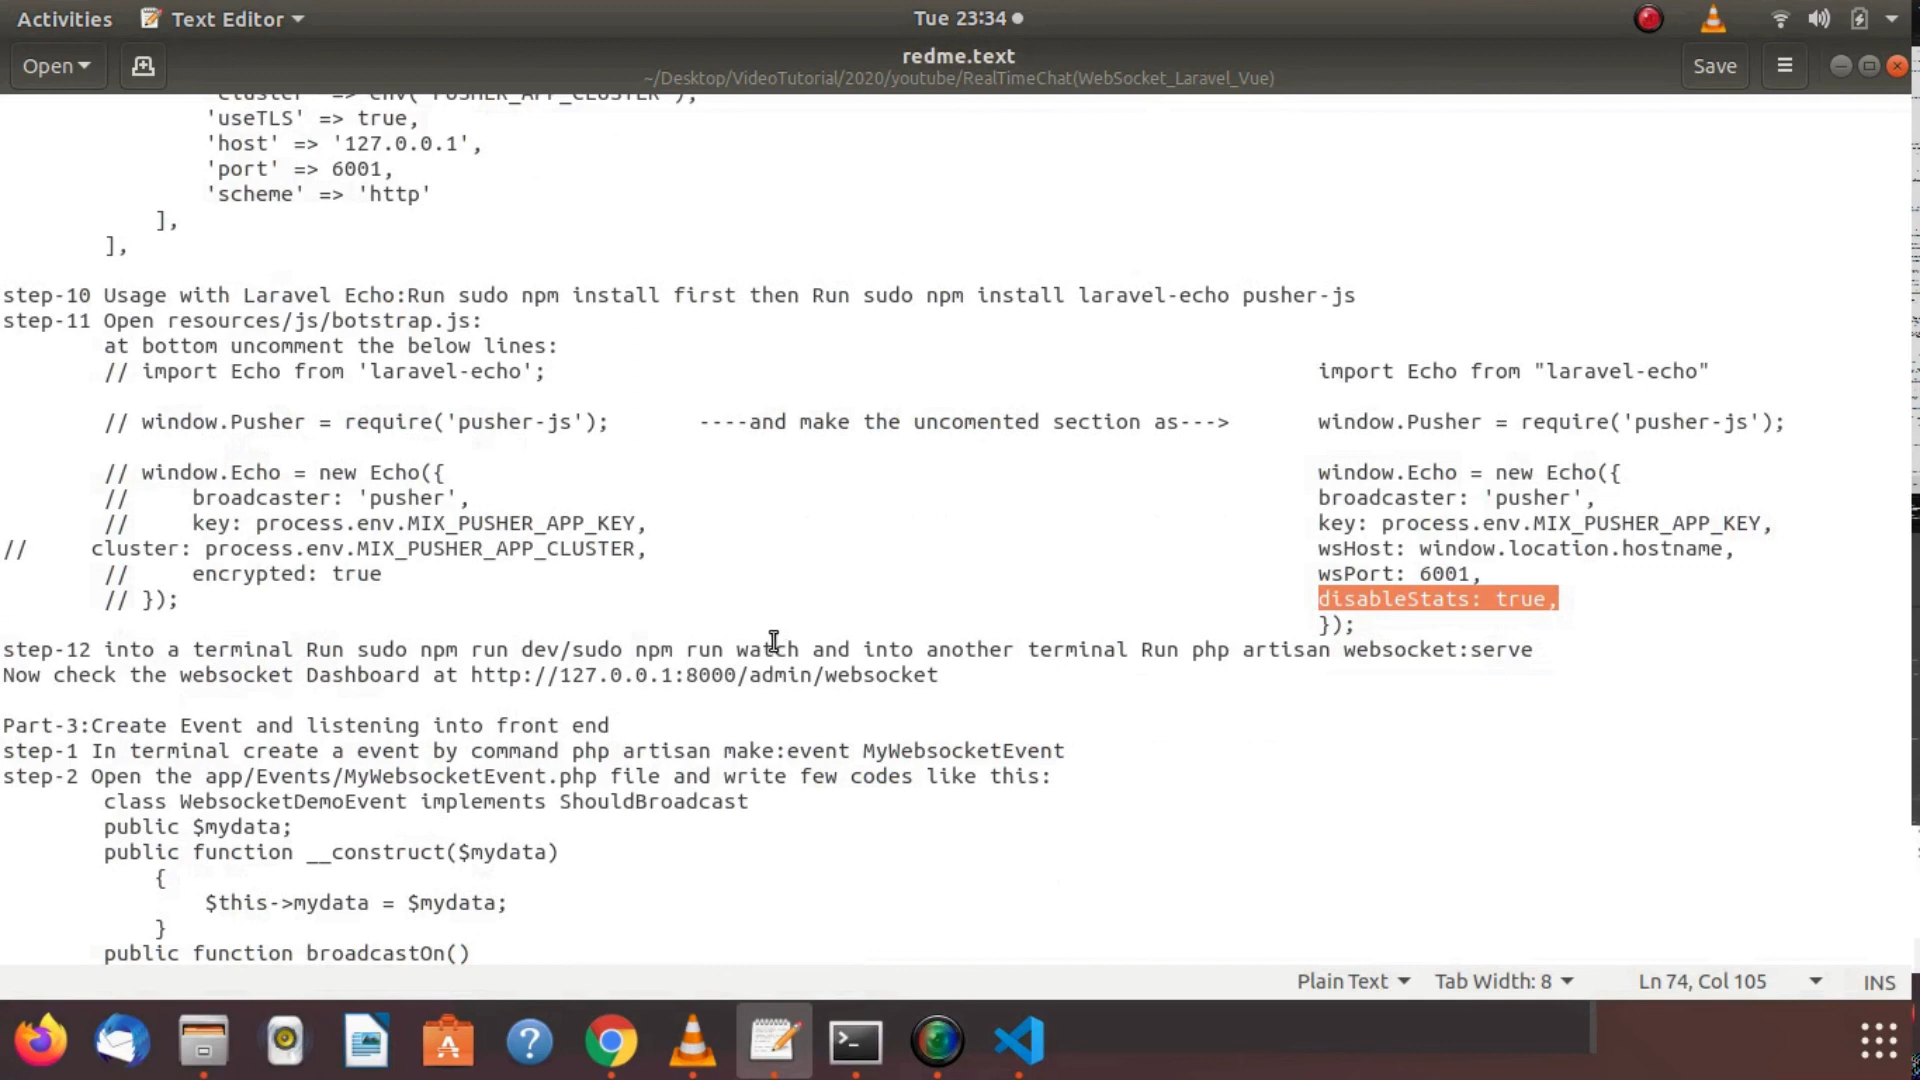 Activities Text Editor Tue 23:34
Open redme.text Save
~/Desktop/VideoTutorial/2020/youtube/RealTimeChat(WebSocket_Laravel_Vue)
'cluster' => env('PUSHER_APP_CLUSTER'),
'useTLS' => true,
'host' => '127.0.0.1',
'port' => 6001,
'scheme' => 'http'
],
],
step-10 Usage with Laravel Echo:Run sudo npm install first then Run sudo npm install laravel-echo pusher-js
step-11 Open resources/js/botstrap.js:
at bottom uncomment the below lines:
// import Echo from 'laravel-echo'; import Echo from "laravel-echo"
// window.Pusher = require('pusher-js'); ----and make the uncomented section as---> window.Pusher = require('pusher-js');
// window.Echo = new Echo({ window.Echo = new Echo({
// broadcaster: 'pusher', broadcaster: 'pusher',
// key: process.env.MIX_PUSHER_APP_KEY, key: process.env.MIX_PUSHER_APP_KEY,
// cluster: process.env.MIX_PUSHER_APP_CLUSTER, wsHost: window.location.hostname,
// encrypted: true wsPort: 6001,
// }); disableStats: true,
});
step-12 into a terminal Run sudo npm run dev/sudo npm run watch and into another terminal Run php artisan websocket:serve
Now check the websocket Dashboard at http://127.0.0.1:8000/admin/websocket
Part-3:Create Event and listening into front end
step-1 In terminal create a event by command php artisan make:event MyWebsocketEvent
step-2 Open the app/Events/MyWebsocketEvent.php file and write few codes like this:
class WebsocketDemoEvent implements ShouldBroadcast
public $mydata;
public function __construct($mydata)
{
$this->mydata = $mydata;
}
public function broadcastOn()
Plain Text Tab Width: 8 Ln 74, Col 105 INS